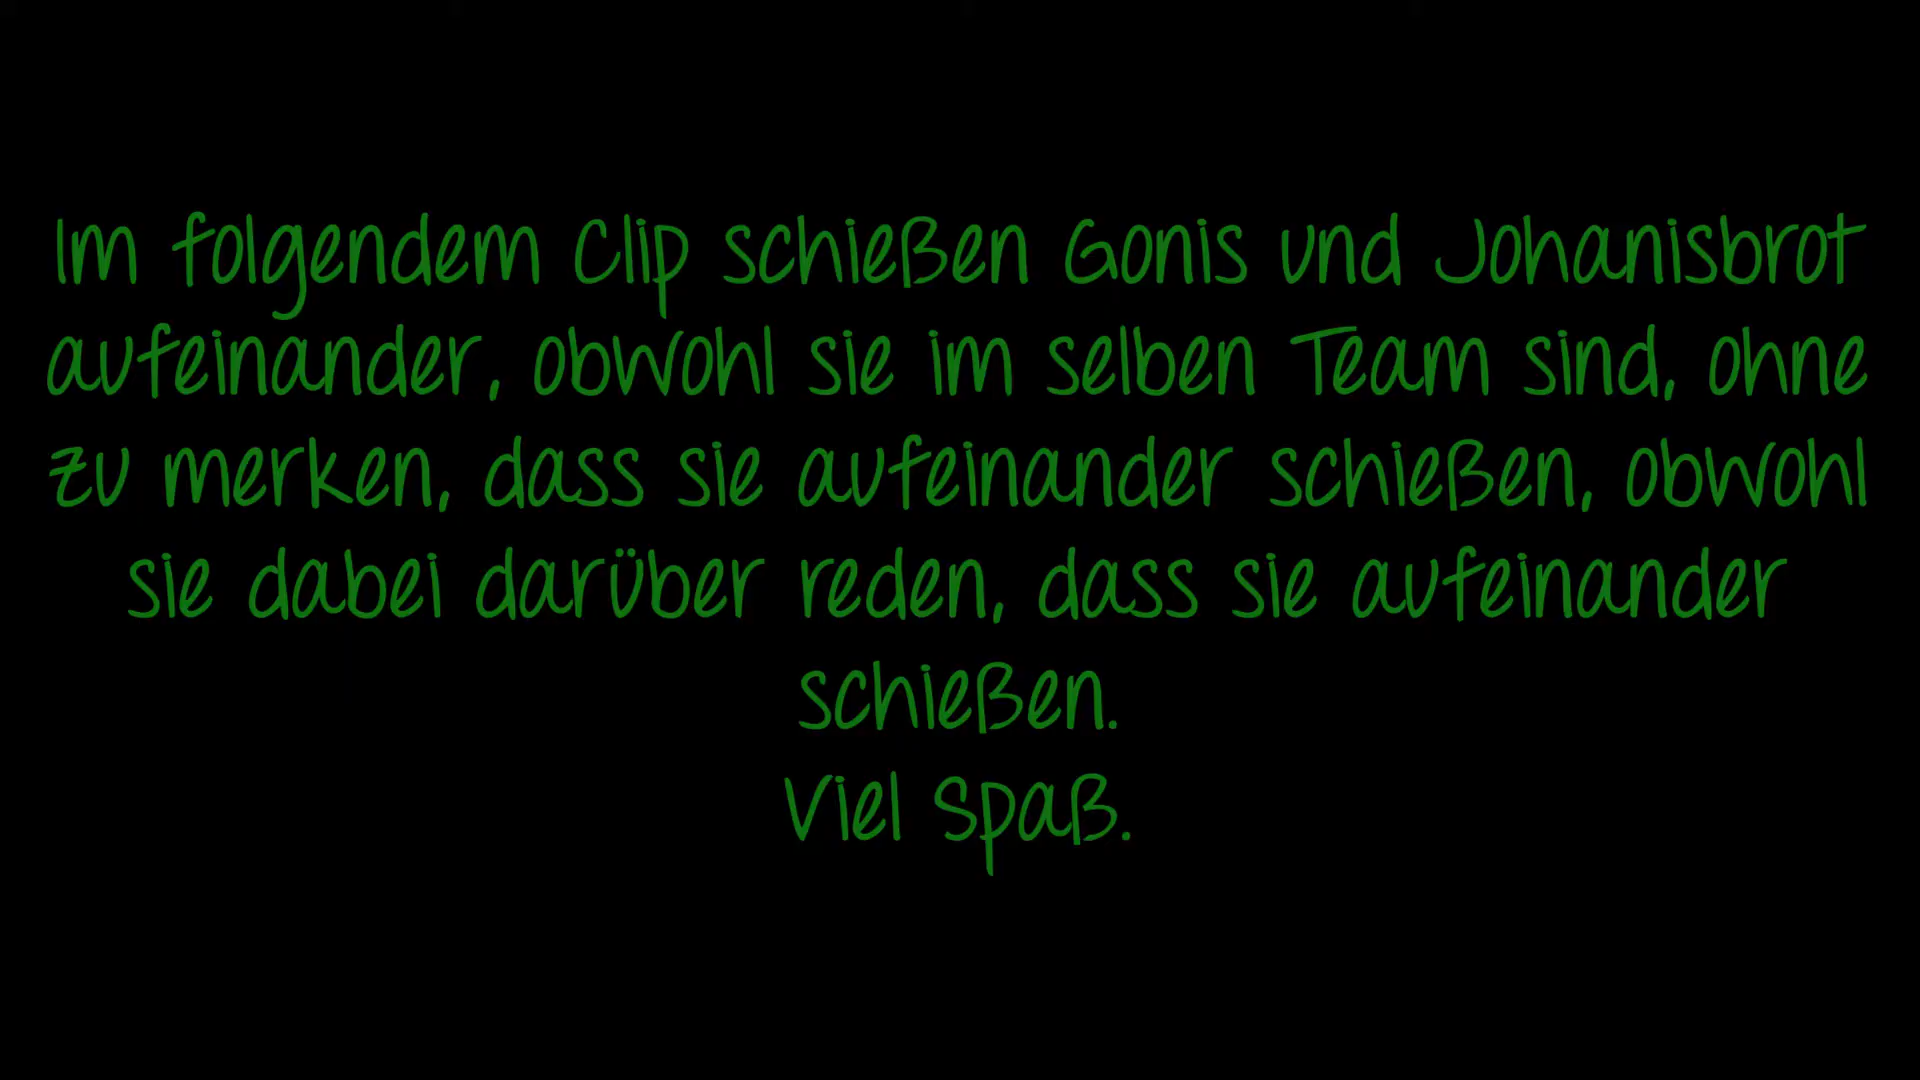 Im folgendem Clip schießen Gonis und Johanisbrot
aufeinander, obwohl sie im selben Team sind, ohne
zu merken, dass sie aufeinander schießen, obwohl
sie dabei darüber reden, dass sie aufeinander
schießen.
Viel Spaß.